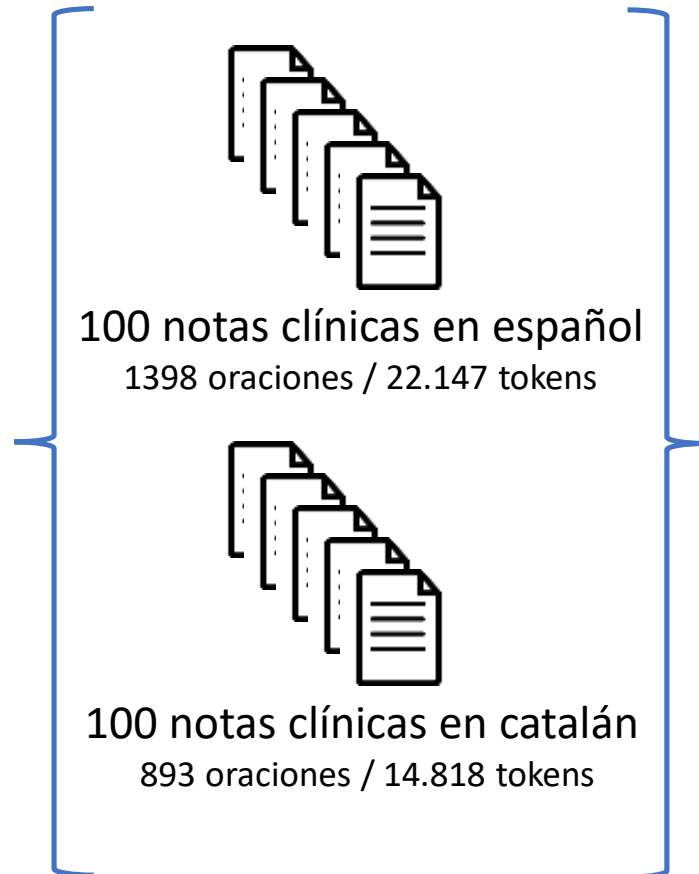 100 notas clínicas en español
1398 oraciones / 22.147 tokens
100 notas clínicas en catalán
893 oraciones / 14.818 tokens